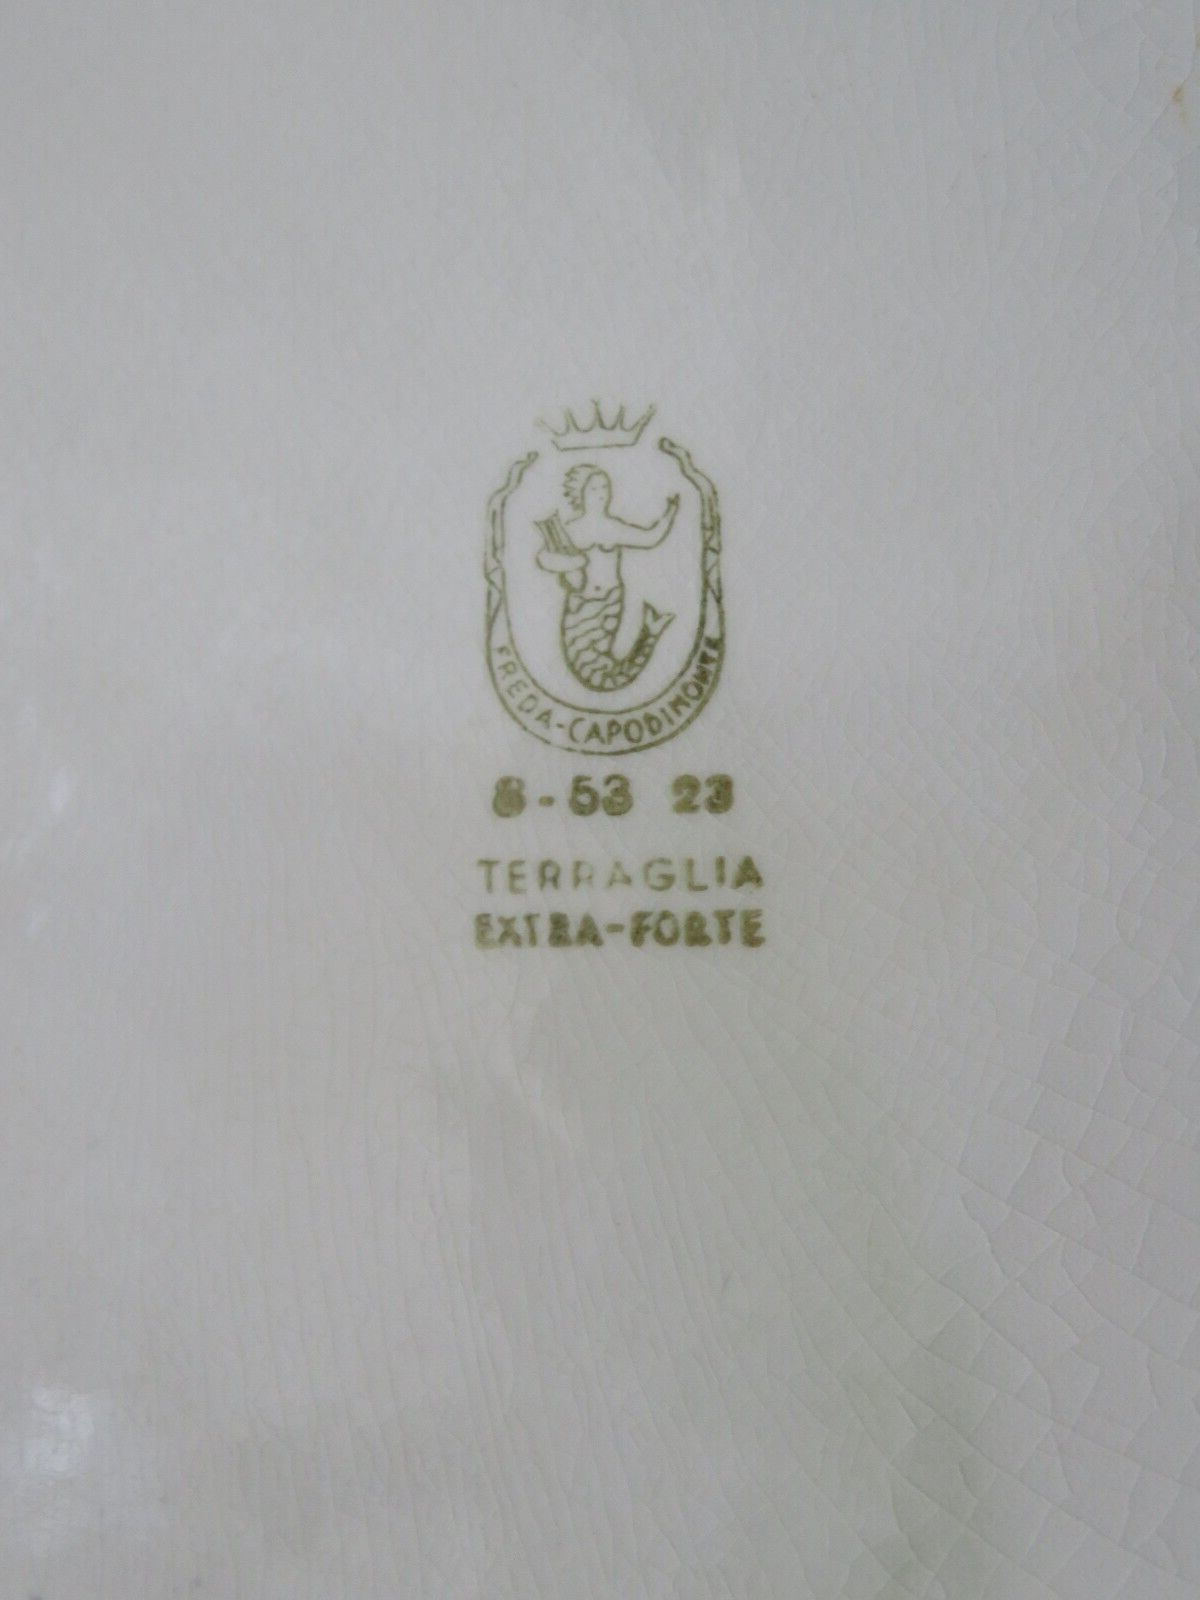 FREDA-CAPODIMONTE
8-53 23
TERRAGLIA
EXTRA-FORTE